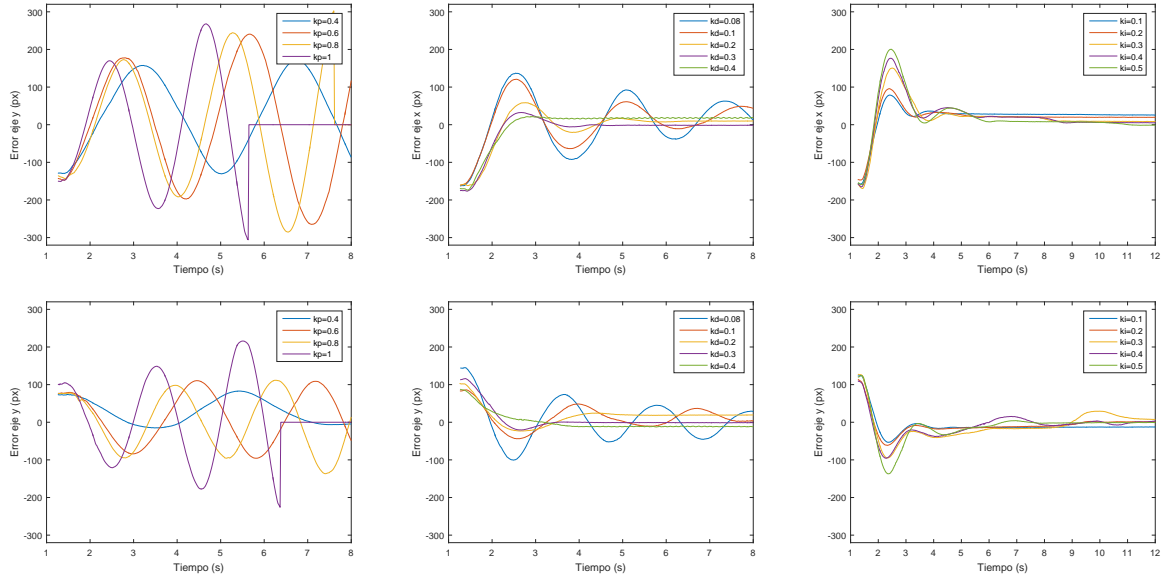 300
200
100
0
-100
-200
-300
Error eje y (px)
1 2 3 4 5 6 7 8
Tiempo (s)
kp=0.4
kp=0.6
kp=0.8
kp=1
300
200
100
0
-100
-200
-300
Error eje x (px)
1 2 3 4 5 6 7 8
Tiempo (s)
kd=0.08
kd=0.1
kd=0.2
kd=0.3
kd=0.4
300
200
100
0
-100
-200
-300
Error eje x (px)
1 2 3 4 5 6 7 8 9 10 11 12
Tiempo (s)
ki=0.1
ki=0.2
ki=0.3
ki=0.4
ki=0.5
300
200
100
0
-100
-200
-300
Error eje y (px)
1 2 3 4 5 6 7 8
Tiempo (s)
kp=0.4
kp=0.6
kp=0.8
kp=1
300
200
100
0
-100
-200
-300
Error eje y (px)
1 2 3 4 5 6 7 8
Tiempo (s)
kd=0.08
kd=0.1
kd=0.2
kd=0.3
kd=0.4
300
200
100
0
-100
-200
-300
Error eje y (px)
1 2 3 4 5 6 7 8 9 10 11 12
Tiempo (s)
ki=0.1
ki=0.2
ki=0.3
ki=0.4
ki=0.5